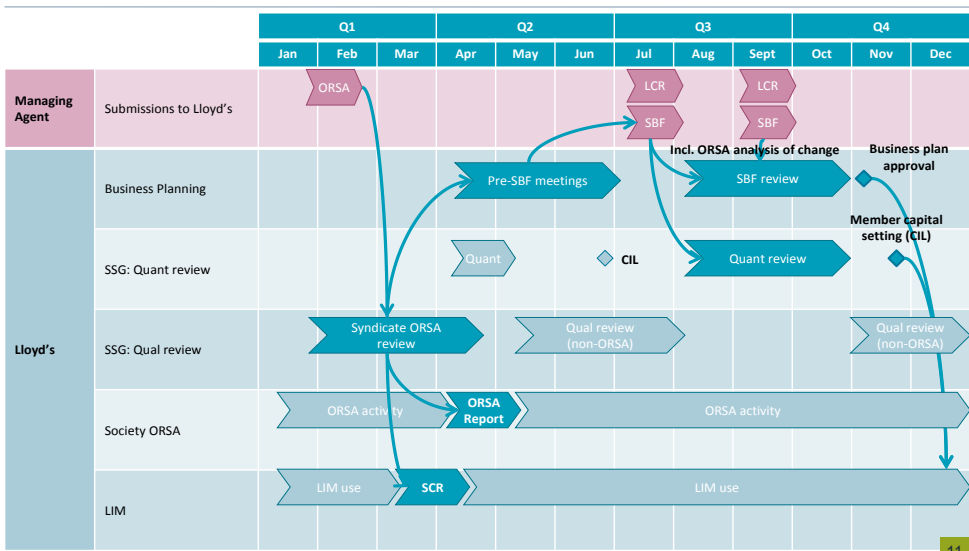 Q1 Q2 Q3 Q4
Jan Feb Mar Apr May Jun Jul Aug Sept Oct Nov Dec
Managing
Agent
Submissions to Lloyd's
ORSA
LCR
LCR
SBF
SBF
Lloyd's
Business Planning
Pre-SBF meetings
Incl. ORSA analysis of change
SBF review
Business plan
approval
SSG: Quant review
Quant
CIL
Quant review
Member capital
setting (CIL)
SSG: Qual review
Syndicate ORSA
review
Qual review
(non-ORSA)
Qual review
(non-ORSA)
Society ORSA
ORSA activity
ORSA
Report
ORSA activity
LIM
LIM use
SCR
LIM use
11